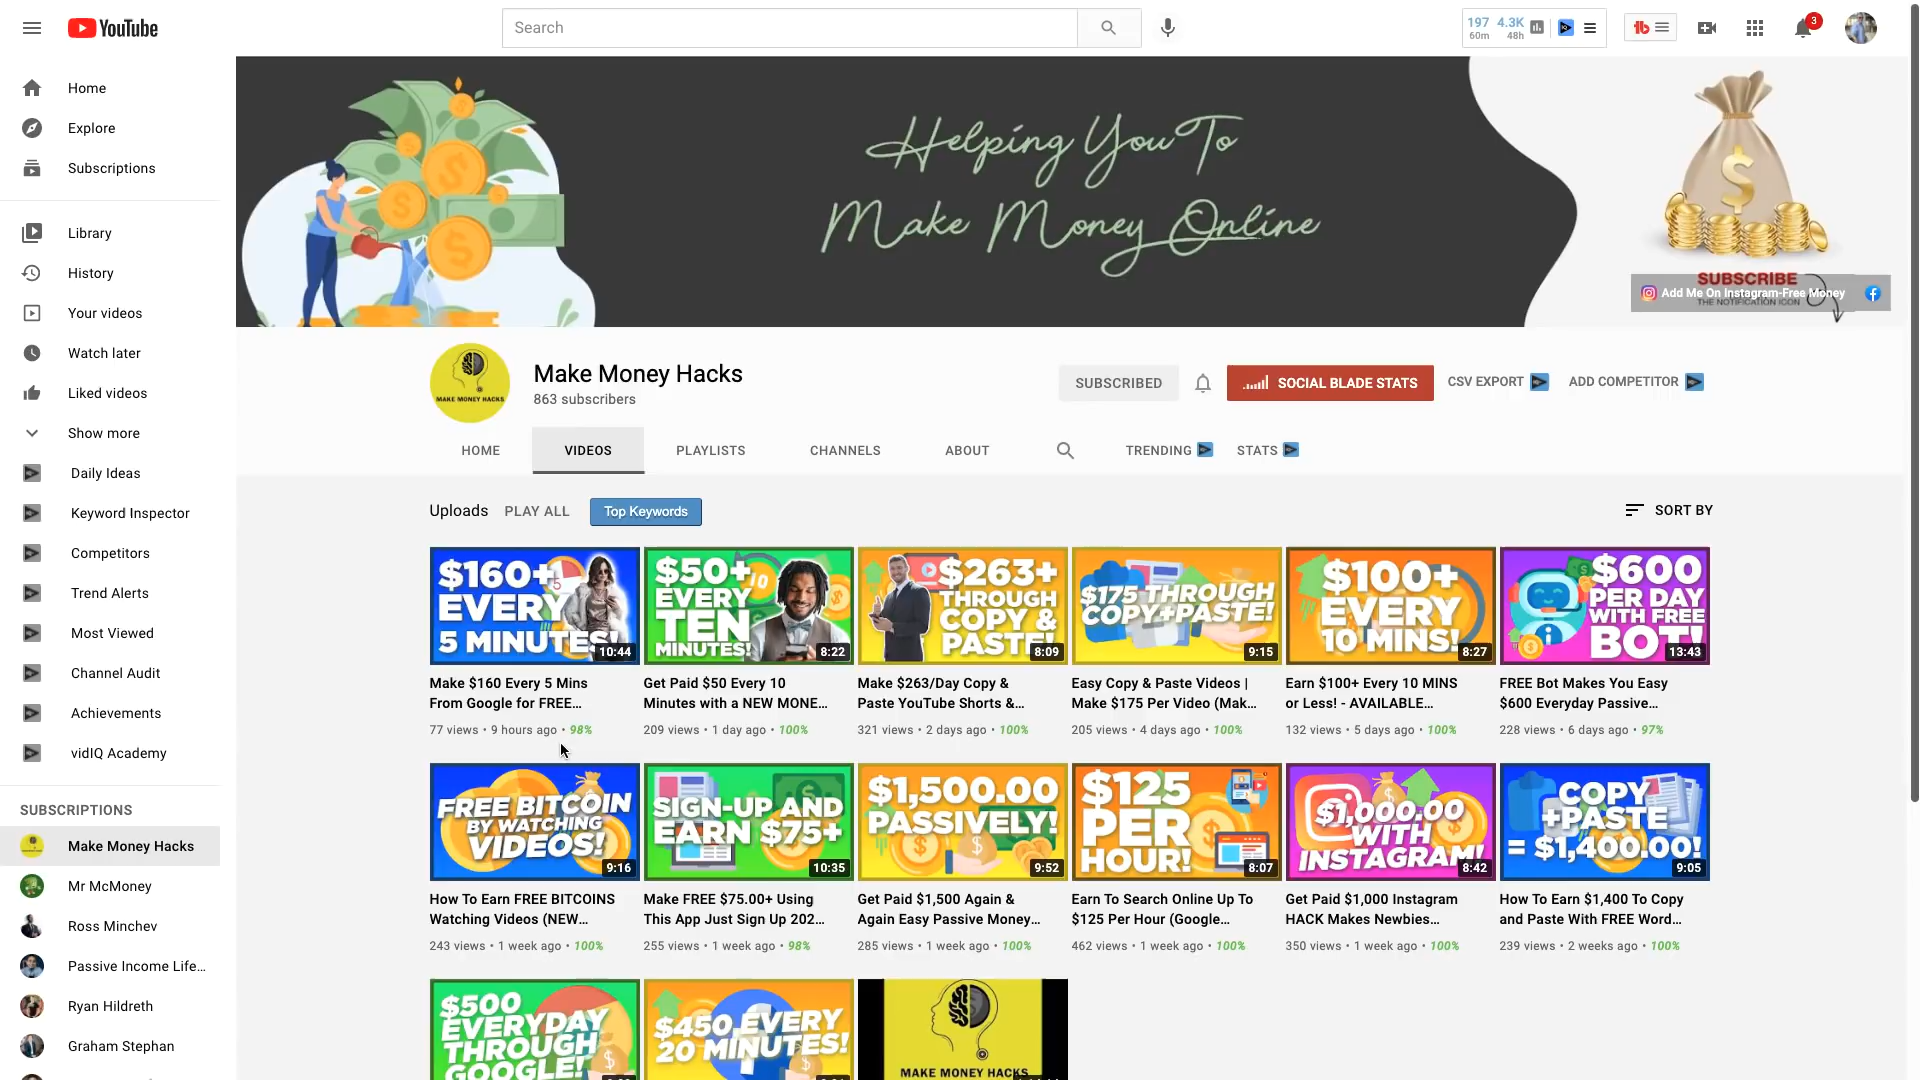 YouTube
Search
197 4.3K
60m 48h
3
Home
Explore
Subscriptions
Library
History
Your videos
Watch later
Liked videos
Show more
Daily Ideas
Keyword Inspector
Competitors
Trend Alerts
Most Viewed
Channel Audit
Achievements
vidIQ Academy
SUBSCRIPTIONS
Make Money Hacks
Mr McMoney
Ross Minchev
Passive Income Life...
Ryan Hildreth
Graham Stephan
Helping You To
Make Money Online
SUBSCRIBE
THE NOTIFICATION ICON
Add Me On Instagram-Free Money
MAKE MONEY HACKS
Make Money Hacks
863 subscribers
SUBSCRIBED
SOCIAL BLADE STATS
CSV EXPORT
ADD COMPETITOR
HOME
VIDEOS
PLAYLISTS
CHANNELS
ABOUT
TRENDING
STATS
Uploads
PLAY ALL
Top Keywords
SORT BY
$160+
EVERY
5 MINUTES!
10:44
Make $160 Every 5 Mins
From Google for FREE...
77 views • 9 hours ago • 98%
$50+
EVERY
TEN
MINUTES!
8:22
Get Paid $50 Every 10
Minutes with a NEW MONE...
209 views • 1 day ago • 100%
$263+
THROUGH
COPY &
PASTE!
8:09
Make $263/Day Copy &
Paste YouTube Shorts &...
321 views • 2 days ago • 100%
$175 THROUGH
COPY+PASTE!
9:15
Easy Copy & Paste Videos |
Make $175 Per Video (Mak...
205 views • 4 days ago • 100%
$100+
EVERY
10 MINS!
8:27
Earn $100+ Every 10 MINS
or Less! - AVAILABLE...
132 views • 5 days ago • 100%
$600
PER DAY
WITH FREE
BOT!
13:43
FREE Bot Makes You Easy
$600 Everyday Passive...
228 views • 6 days ago • 97%
FREE BITCOIN
BY WATCHING
VIDEOS!
9:16
How To Earn FREE BITCOINS
Watching Videos (NEW...
243 views • 1 week ago • 100%
SIGN-UP AND
EARN $75+
10:35
Make FREE $75.00+ Using
This App Just Sign Up 202...
255 views • 1 week ago • 98%
$1,500.00
PASSIVELY!
9:52
Get Paid $1,500 Again &
Again Easy Passive Money...
285 views • 1 week ago • 100%
$125
PER
HOUR!
8:07
Earn To Search Online Up To
$125 Per Hour (Google...
462 views • 1 week ago • 100%
$1,000.00
WITH
INSTAGRAM!
8:42
Get Paid $1,000 Instagram
HACK Makes Newbies...
350 views • 1 week ago • 100%
COPY
+PASTE
= $1,400.00!
9:05
How To Earn $1,400 To Copy
and Paste With FREE Word...
239 views • 2 weeks ago • 100%
$500
EVERYDAY
THROUGH
GOOGLE!
$450 EVERY
20 MINUTES!
MAKE MONEY HACKS